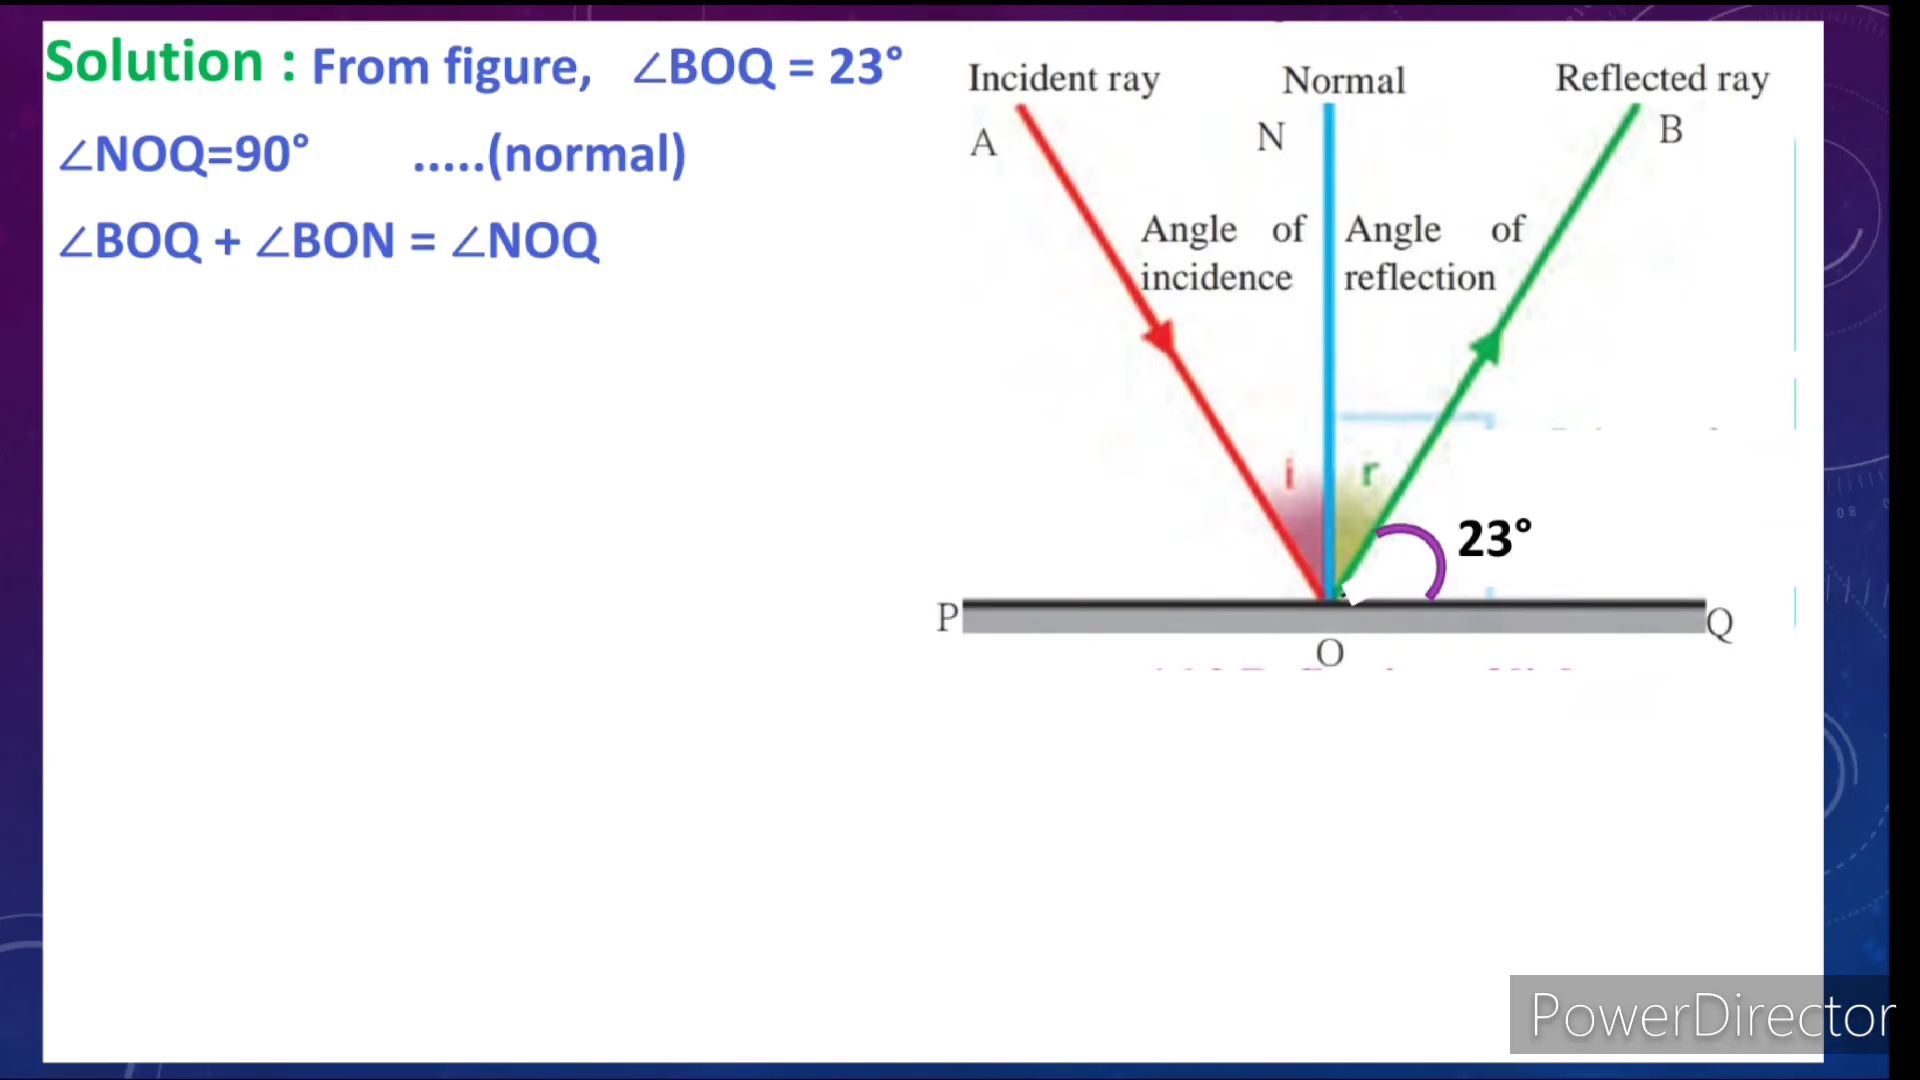 Solution : From figure, ∠BOQ = 23°
∠NOQ=90° .....(normal)
∠BOQ + ∠BON = ∠NOQ
Incident ray Normal Reflected ray
A N B
Angle of Angle of
incidence reflection
i r
23°
P Q
O
PowerDirector